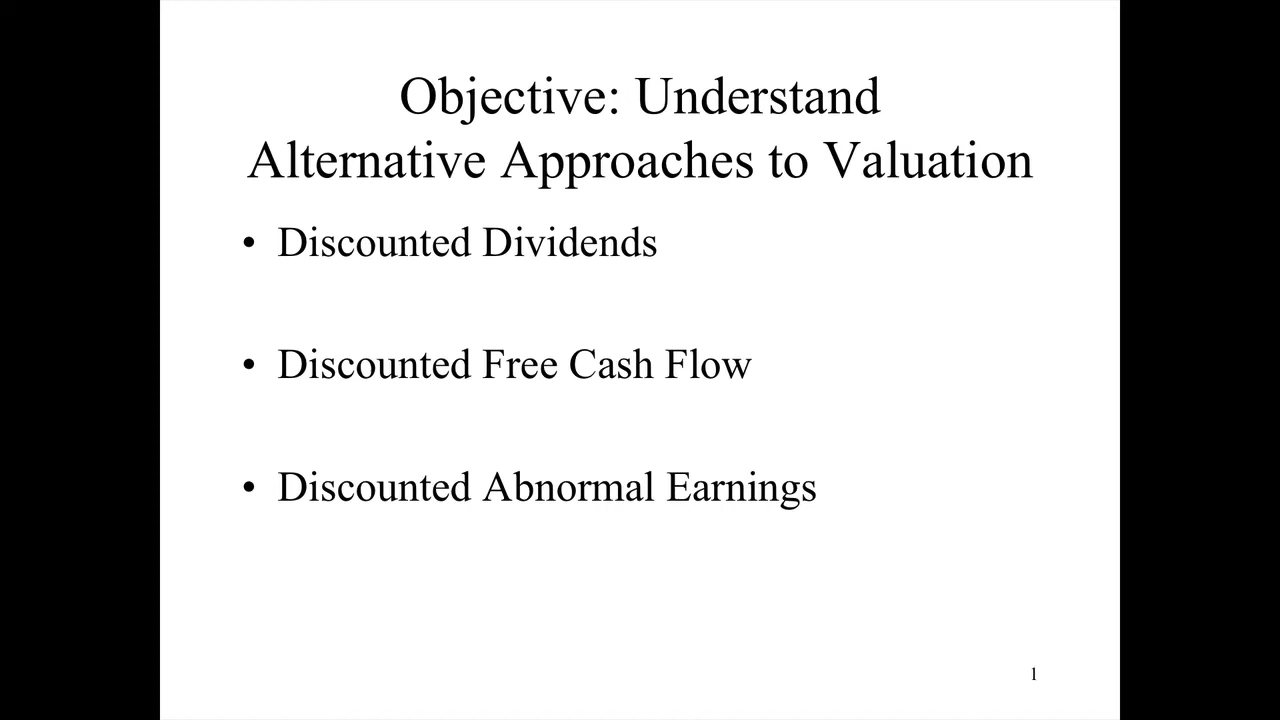 Objective: Understand
Alternative Approaches to Valuation
• Discounted Dividends
• Discounted Free Cash Flow
• Discounted Abnormal Earnings
1